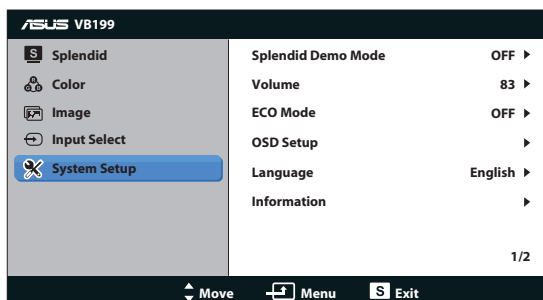 ASUS VB199
S Splendid
Color
Image
Input Select
System Setup
Splendid Demo Mode OFF
Volume 83
ECO Mode OFF
OSD Setup
Language English
Information
1/2
Move Menu S Exit